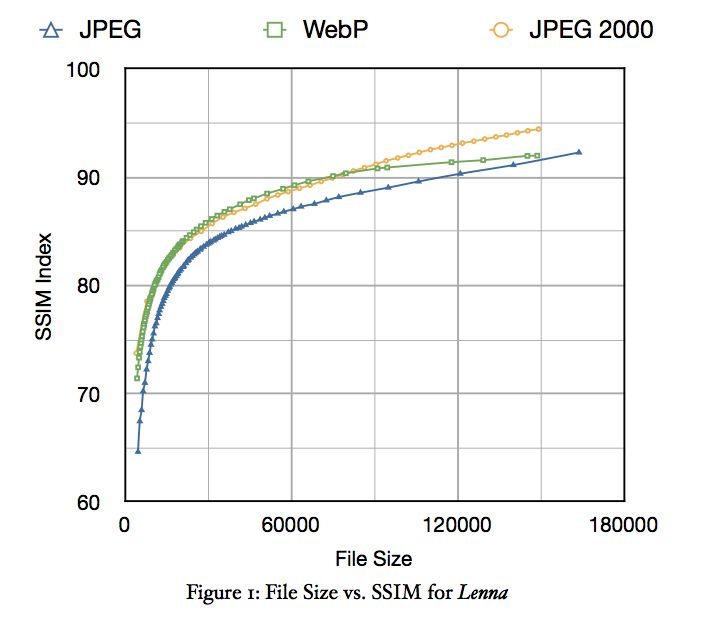 JPEG WebP JPEG 2000
100
90
80
70
60
SSIM Index
0 60000 120000 180000
File Size
Figure 1: File Size vs. SSIM for Lenna